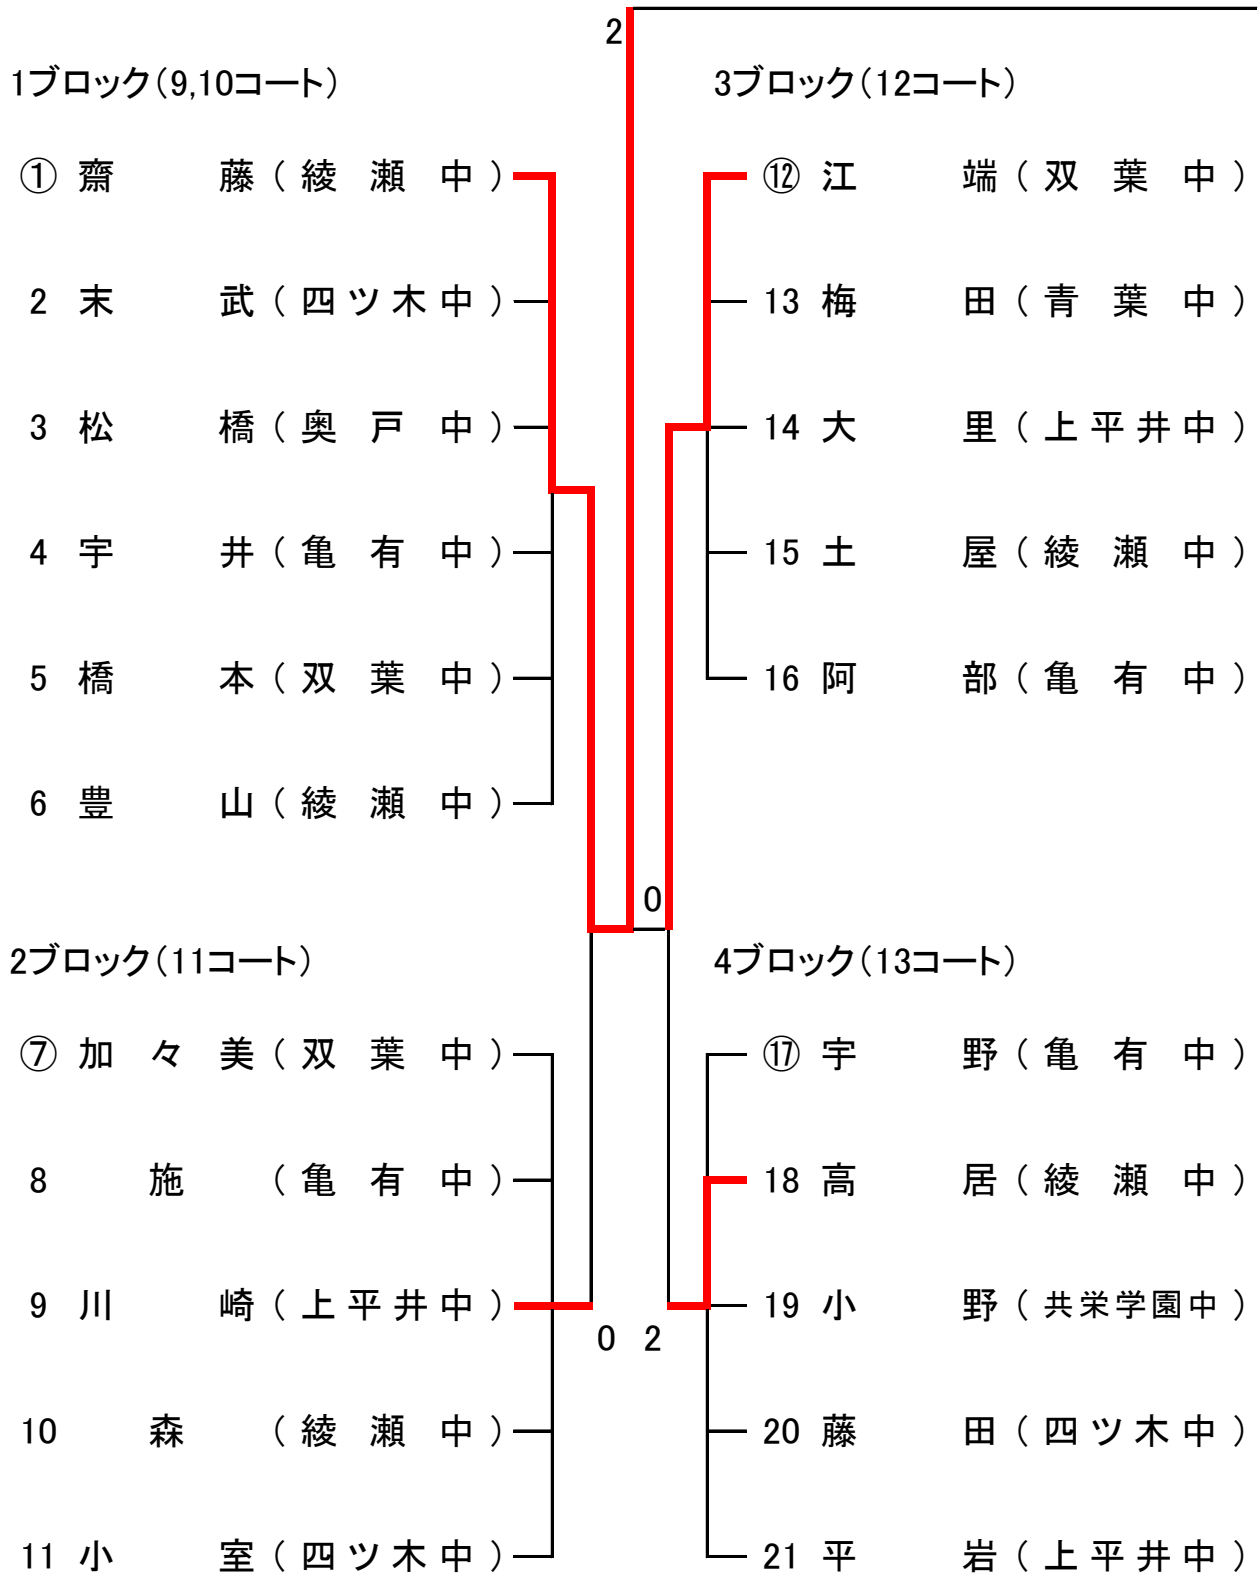 2
1ブロック(9,10コート)
① 齋藤(綾瀬中)
2 末武(四ツ木中)
3 松橋(奥戸中)
4 宇井(亀有中)
5 橋本(双葉中)
6 豊山(綾瀬中)
3ブロック(12コート)
⑫ 江端(双葉中)
13 梅田(青葉中)
14 大里(上平井中)
15 土屋(綾瀬中)
16 阿部(亀有中)
0
2ブロック(11コート)
⑦ 加々美(双葉中)
8 施(亀有中)
9 川崎(上平井中)
10 森(綾瀬中)
11 小室(四ツ木中)
0 2
4ブロック(13コート)
⑰ 宇野(亀有中)
18 高居(綾瀬中)
19 小野(共栄学園中)
20 藤田(四ツ木中)
21 平岩(上平井中)